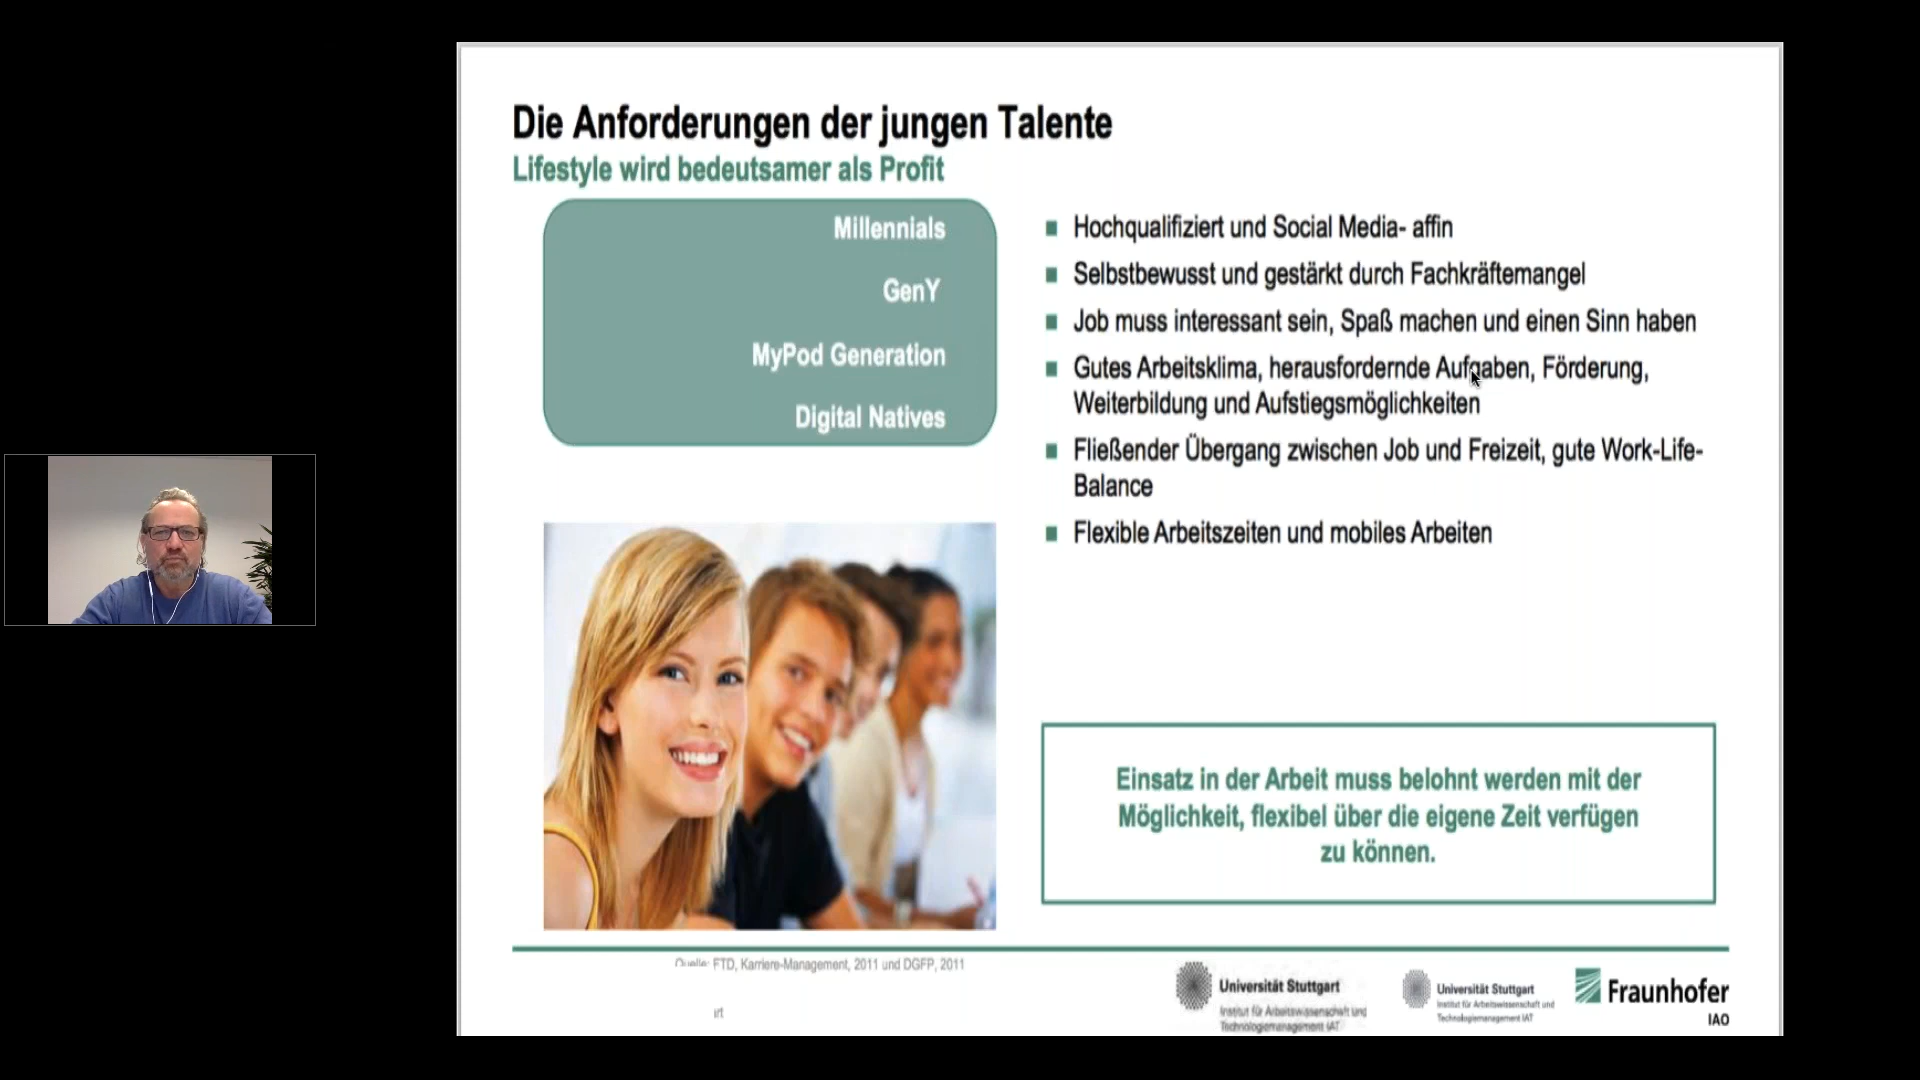 Die Anforderungen der jungen Talente
Lifestyle wird bedeutsamer als Profit
Millennials
GenY
MyPod Generation
Digital Natives
Hochqualifiziert und Social Media- affin
Selbstbewusst und gestärkt durch Fachkräftemangel
Job muss interessant sein, Spaß machen und einen Sinn haben
Gutes Arbeitsklima, herausfordernde Aufgaben, Förderung,
Weiterbildung und Aufstiegsmöglichkeiten
Fließender Übergang zwischen Job und Freizeit, gute Work-Life-
Balance
Flexible Arbeitszeiten und mobiles Arbeiten
Einsatz in der Arbeit muss belohnt werden mit der
Möglichkeit, flexibel über die eigene Zeit verfügen
zu können.
Quelle: FTD, Karriere-Management, 2011 und DGFP, 2011
Universität Stuttgart
Institut für Arbeitswissenschaft und
Technologiemanagement IAT
Universität Stuttgart
Institut für Arbeitswissenschaft und
Technologiemanagement IAT
Fraunhofer
IAO